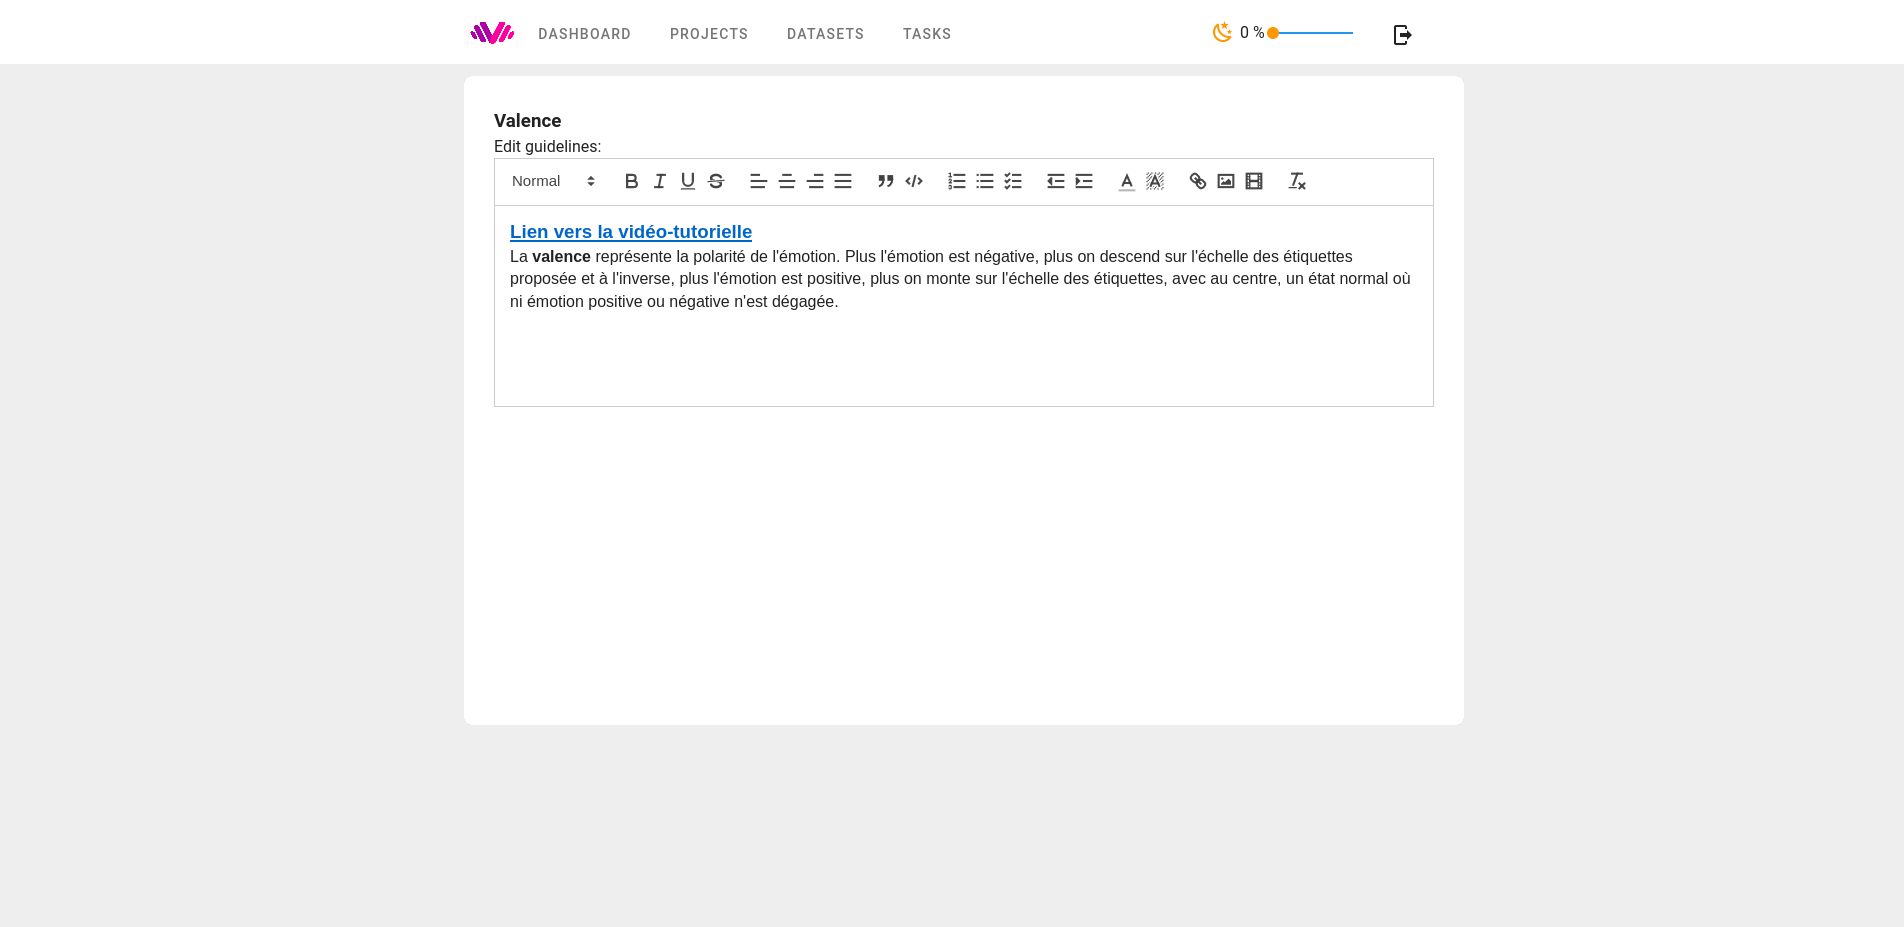 DASHBOARD PROJECTS DATASETS TASKS 0 %
Valence
Edit guidelines:
Normal
Lien vers la vidéo-tutorielle
La valence représente la polarité de l'émotion. Plus l'émotion est négative, plus on descend sur l'échelle des étiquettes
proposée et à l'inverse, plus l'émotion est positive, plus on monte sur l'échelle des étiquettes, avec au centre, un état normal où
ni émotion positive ou négative n'est dégagée.